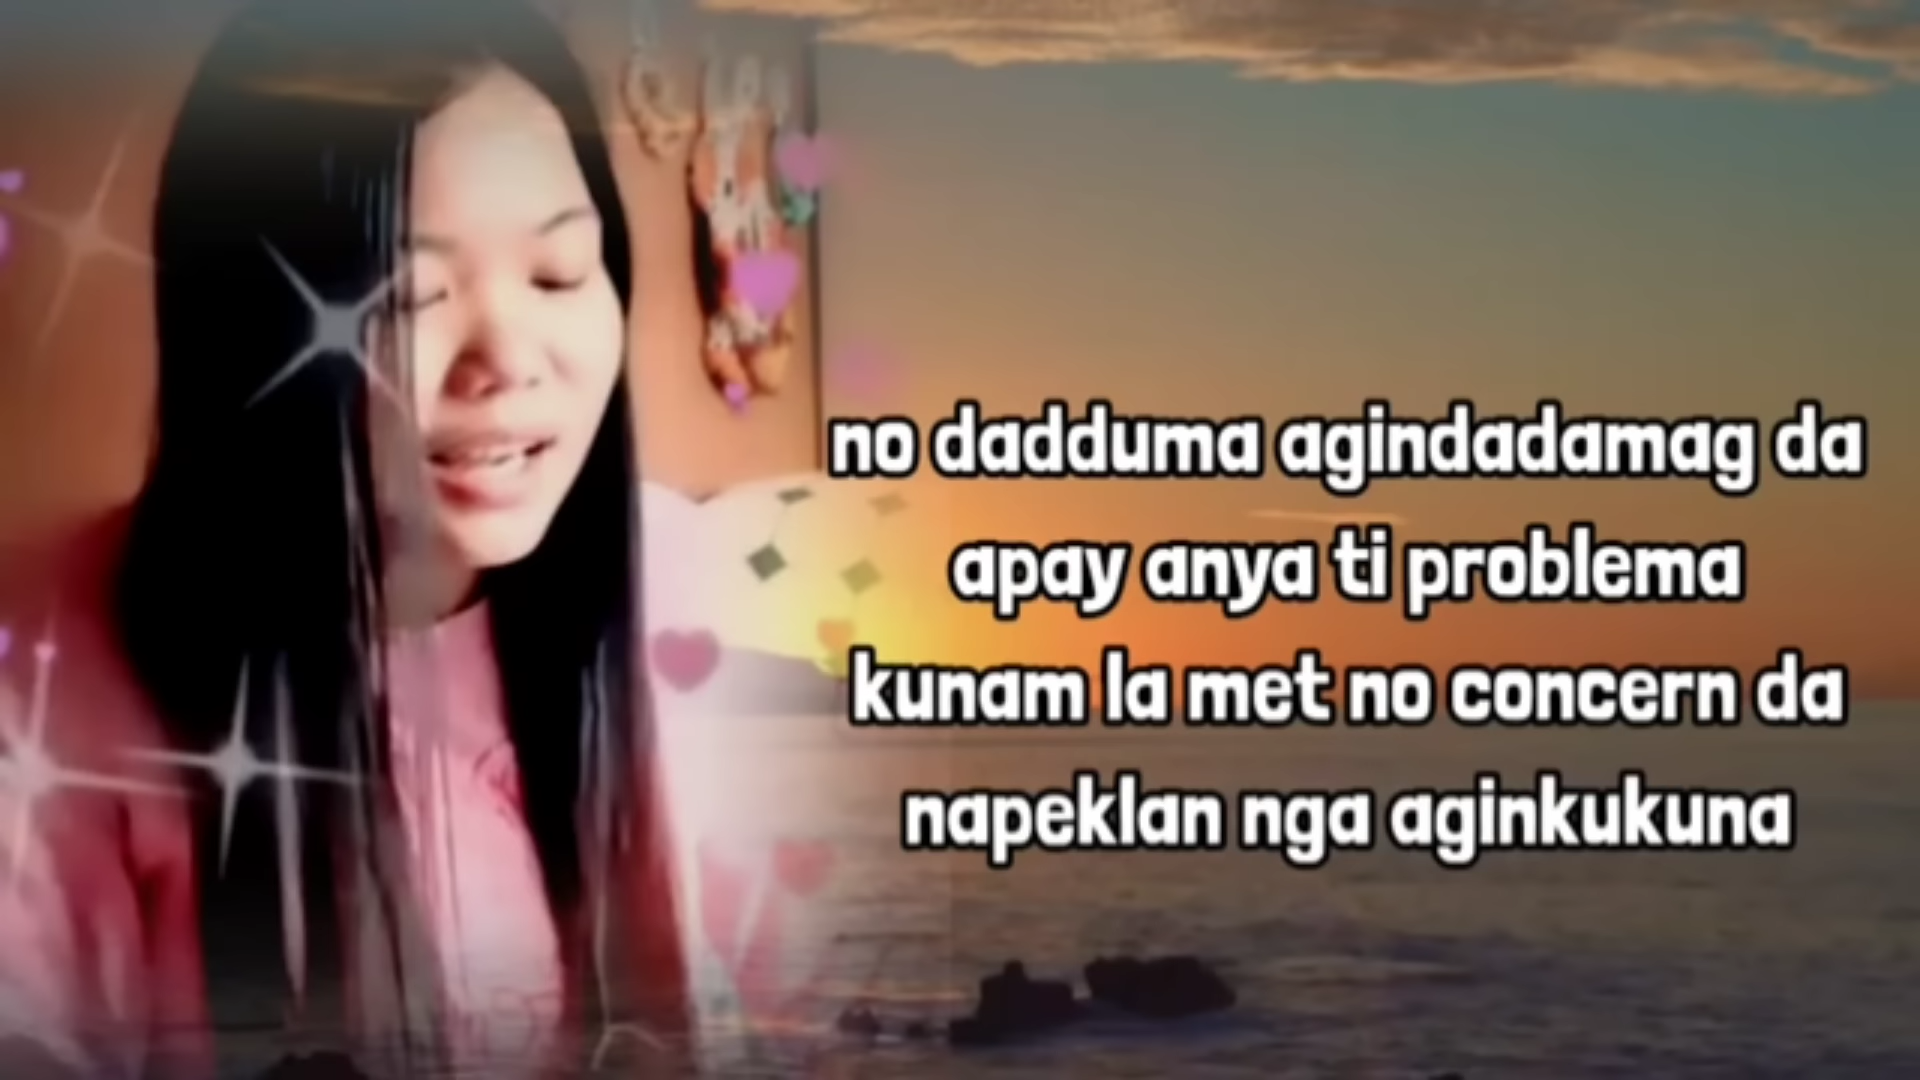 no dadduma agindadamag da
apay anya ti problema
kunam la met no concern da
napeklan nga aginkukuna